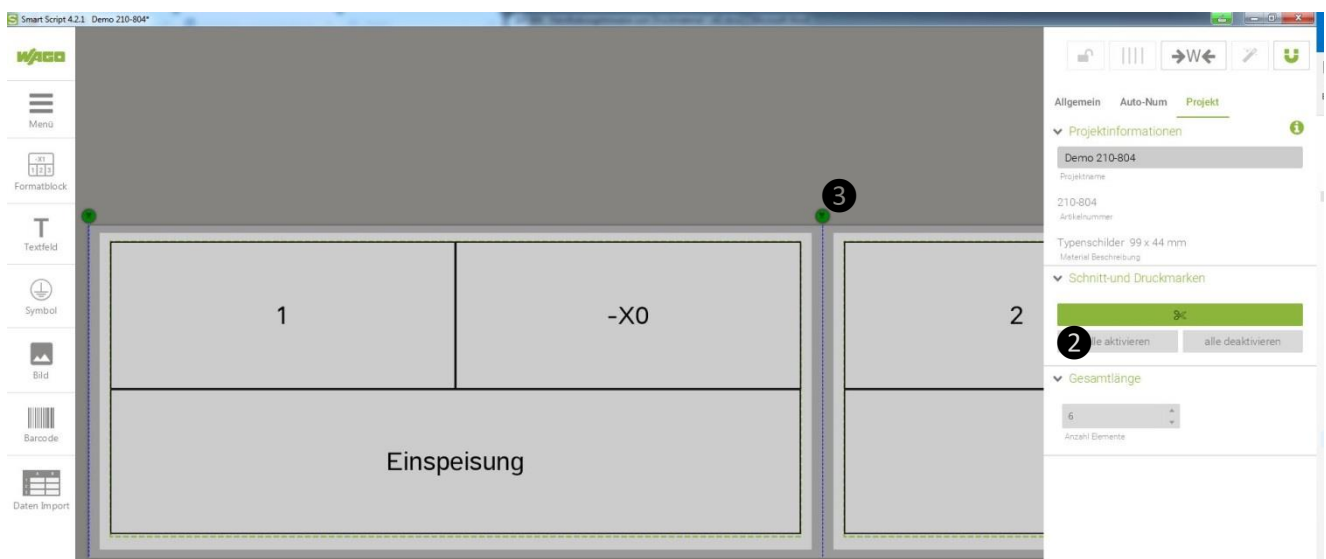 Smart Script 4.2.1 Demo 210-804*
WAGO
Menü
-X1
1 2 3
Formatblock
T
Textfeld
Symbol
Bild
Barcode
Daten Import
3
1
-X0
Einspeisung
2
→W←
Allgemein Auto-Num Projekt
Projektinformationen
Demo 210-804
Projektname
210-804
Artikelnummer
Typenschilder 99 x 44 mm
Material Beschreibung
Schnitt-und Druckmarken
2 lle aktivieren alle deaktivieren
Gesamtlänge
6
Anzahl Elemente